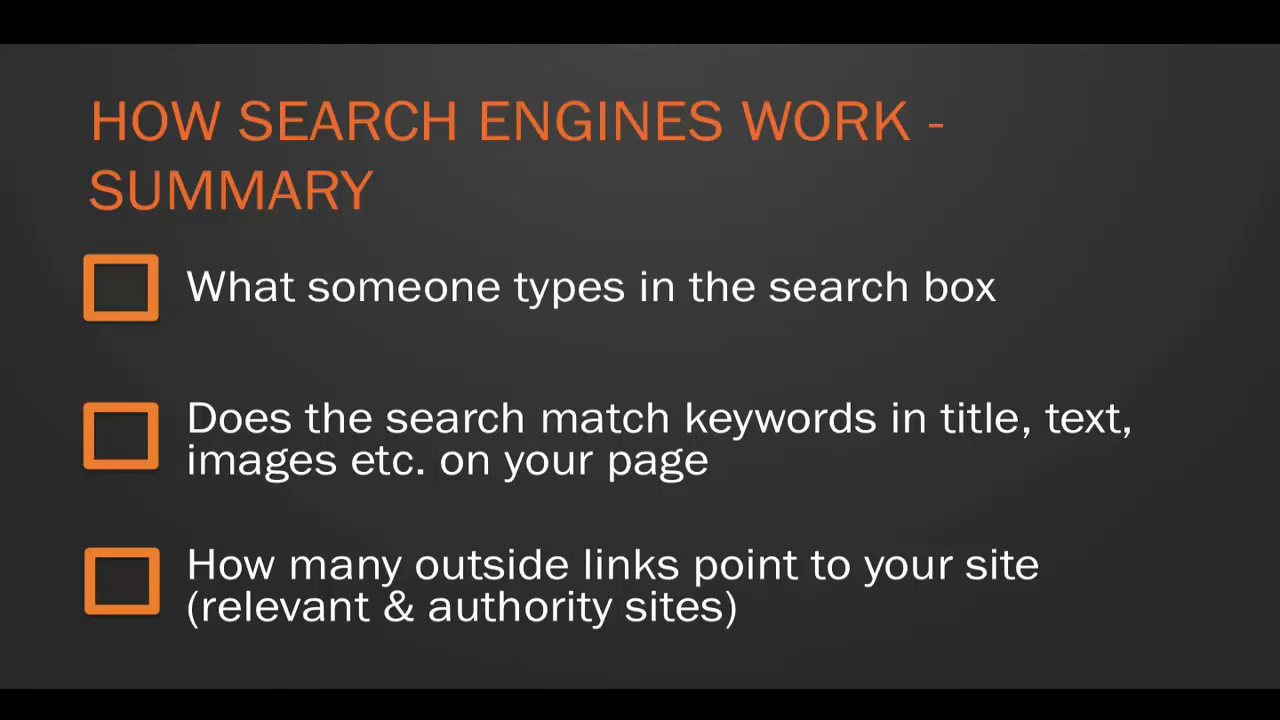 HOW SEARCH ENGINES WORK -
SUMMARY
What someone types in the search box
Does the search match keywords in title, text,
images etc. on your page
How many outside links point to your site
(relevant & authority sites)